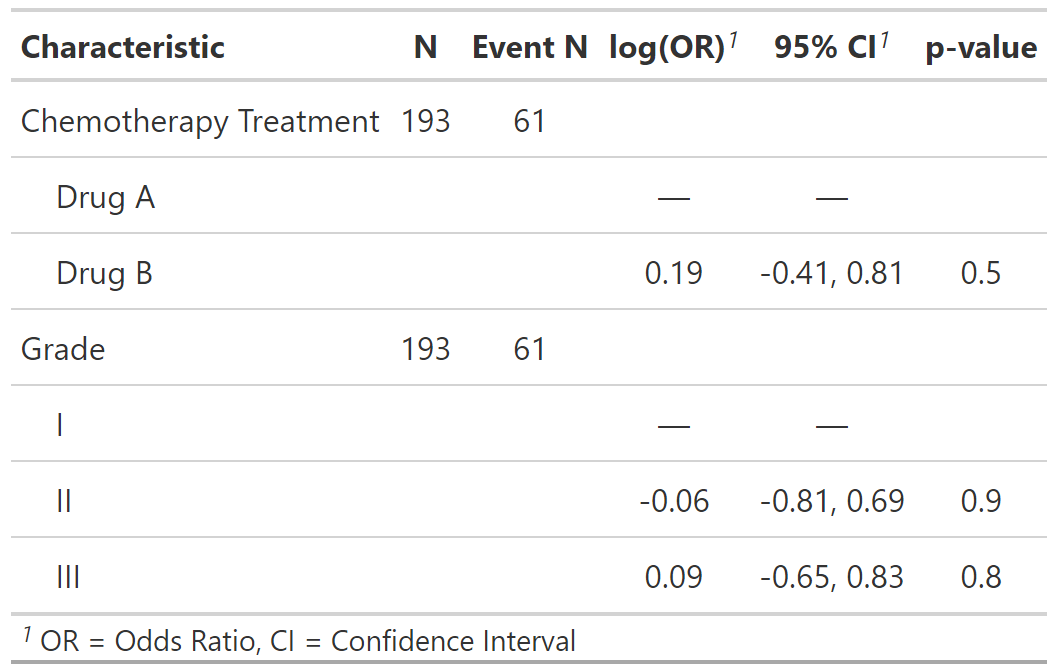 Characteristic N Event N log(OR)1 95% CI1 p-value
Chemotherapy Treatment 193 61
Drug A — —
Drug B 0.19 -0.41, 0.81 0.5
Grade 193 61
I — —
II -0.06 -0.81, 0.69 0.9
III 0.09 -0.65, 0.83 0.8
1 OR = Odds Ratio, CI = Confidence Interval